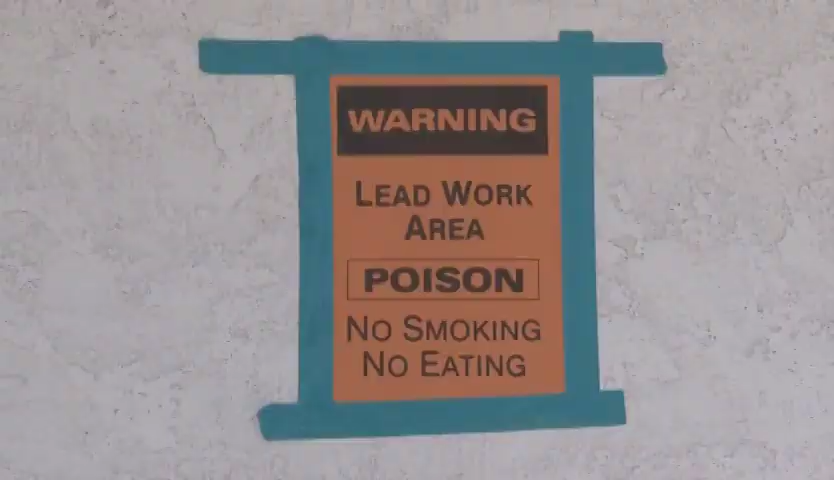 WARNING
LEAD WORK
AREA
POISON
NO SMOKING
NO EATING